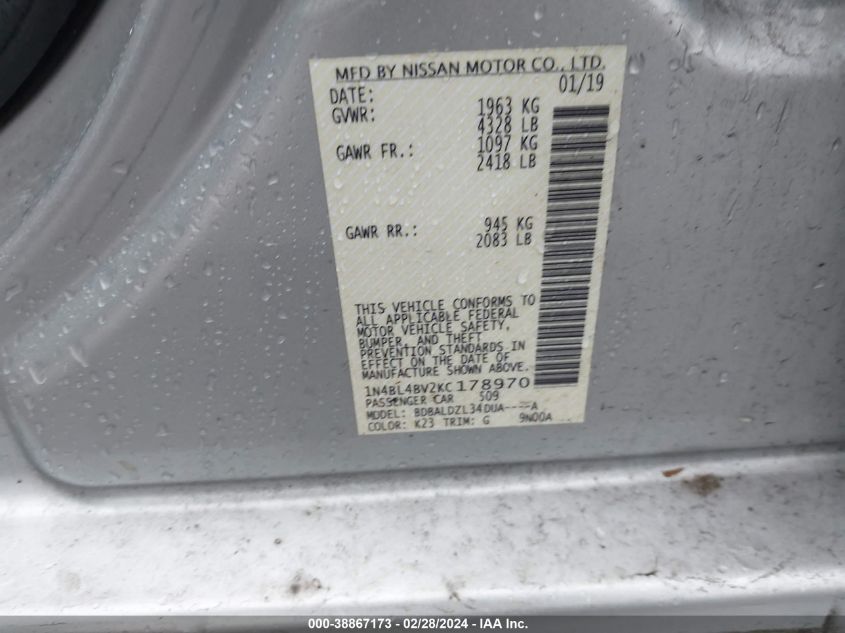 MFD BY NISSAN MOTOR CO., LTD.
DATE: 01/19
GVWR: 1963 KG
4328 LB
GAWR FR.: 1097 KG
2418 LB
GAWR RR.: 945 KG
2083 LB
THIS VEHICLE CONFORMS TO
ALL APPLICABLE FEDERAL
MOTOR VEHICLE SAFETY,
BUMPER, AND THEFT
PREVENTION STANDARDS IN
EFFECT ON THE DATE OF
MANUFACTURE SHOWN ABOVE.
1N4BL4BV2KC178970
PASSENGER CAR 509
MODEL: BDBALDZL34DUA----A
COLOR: K23 TRIM: G 9N00A
000-38867173 - 02/28/2024 - IAA Inc.